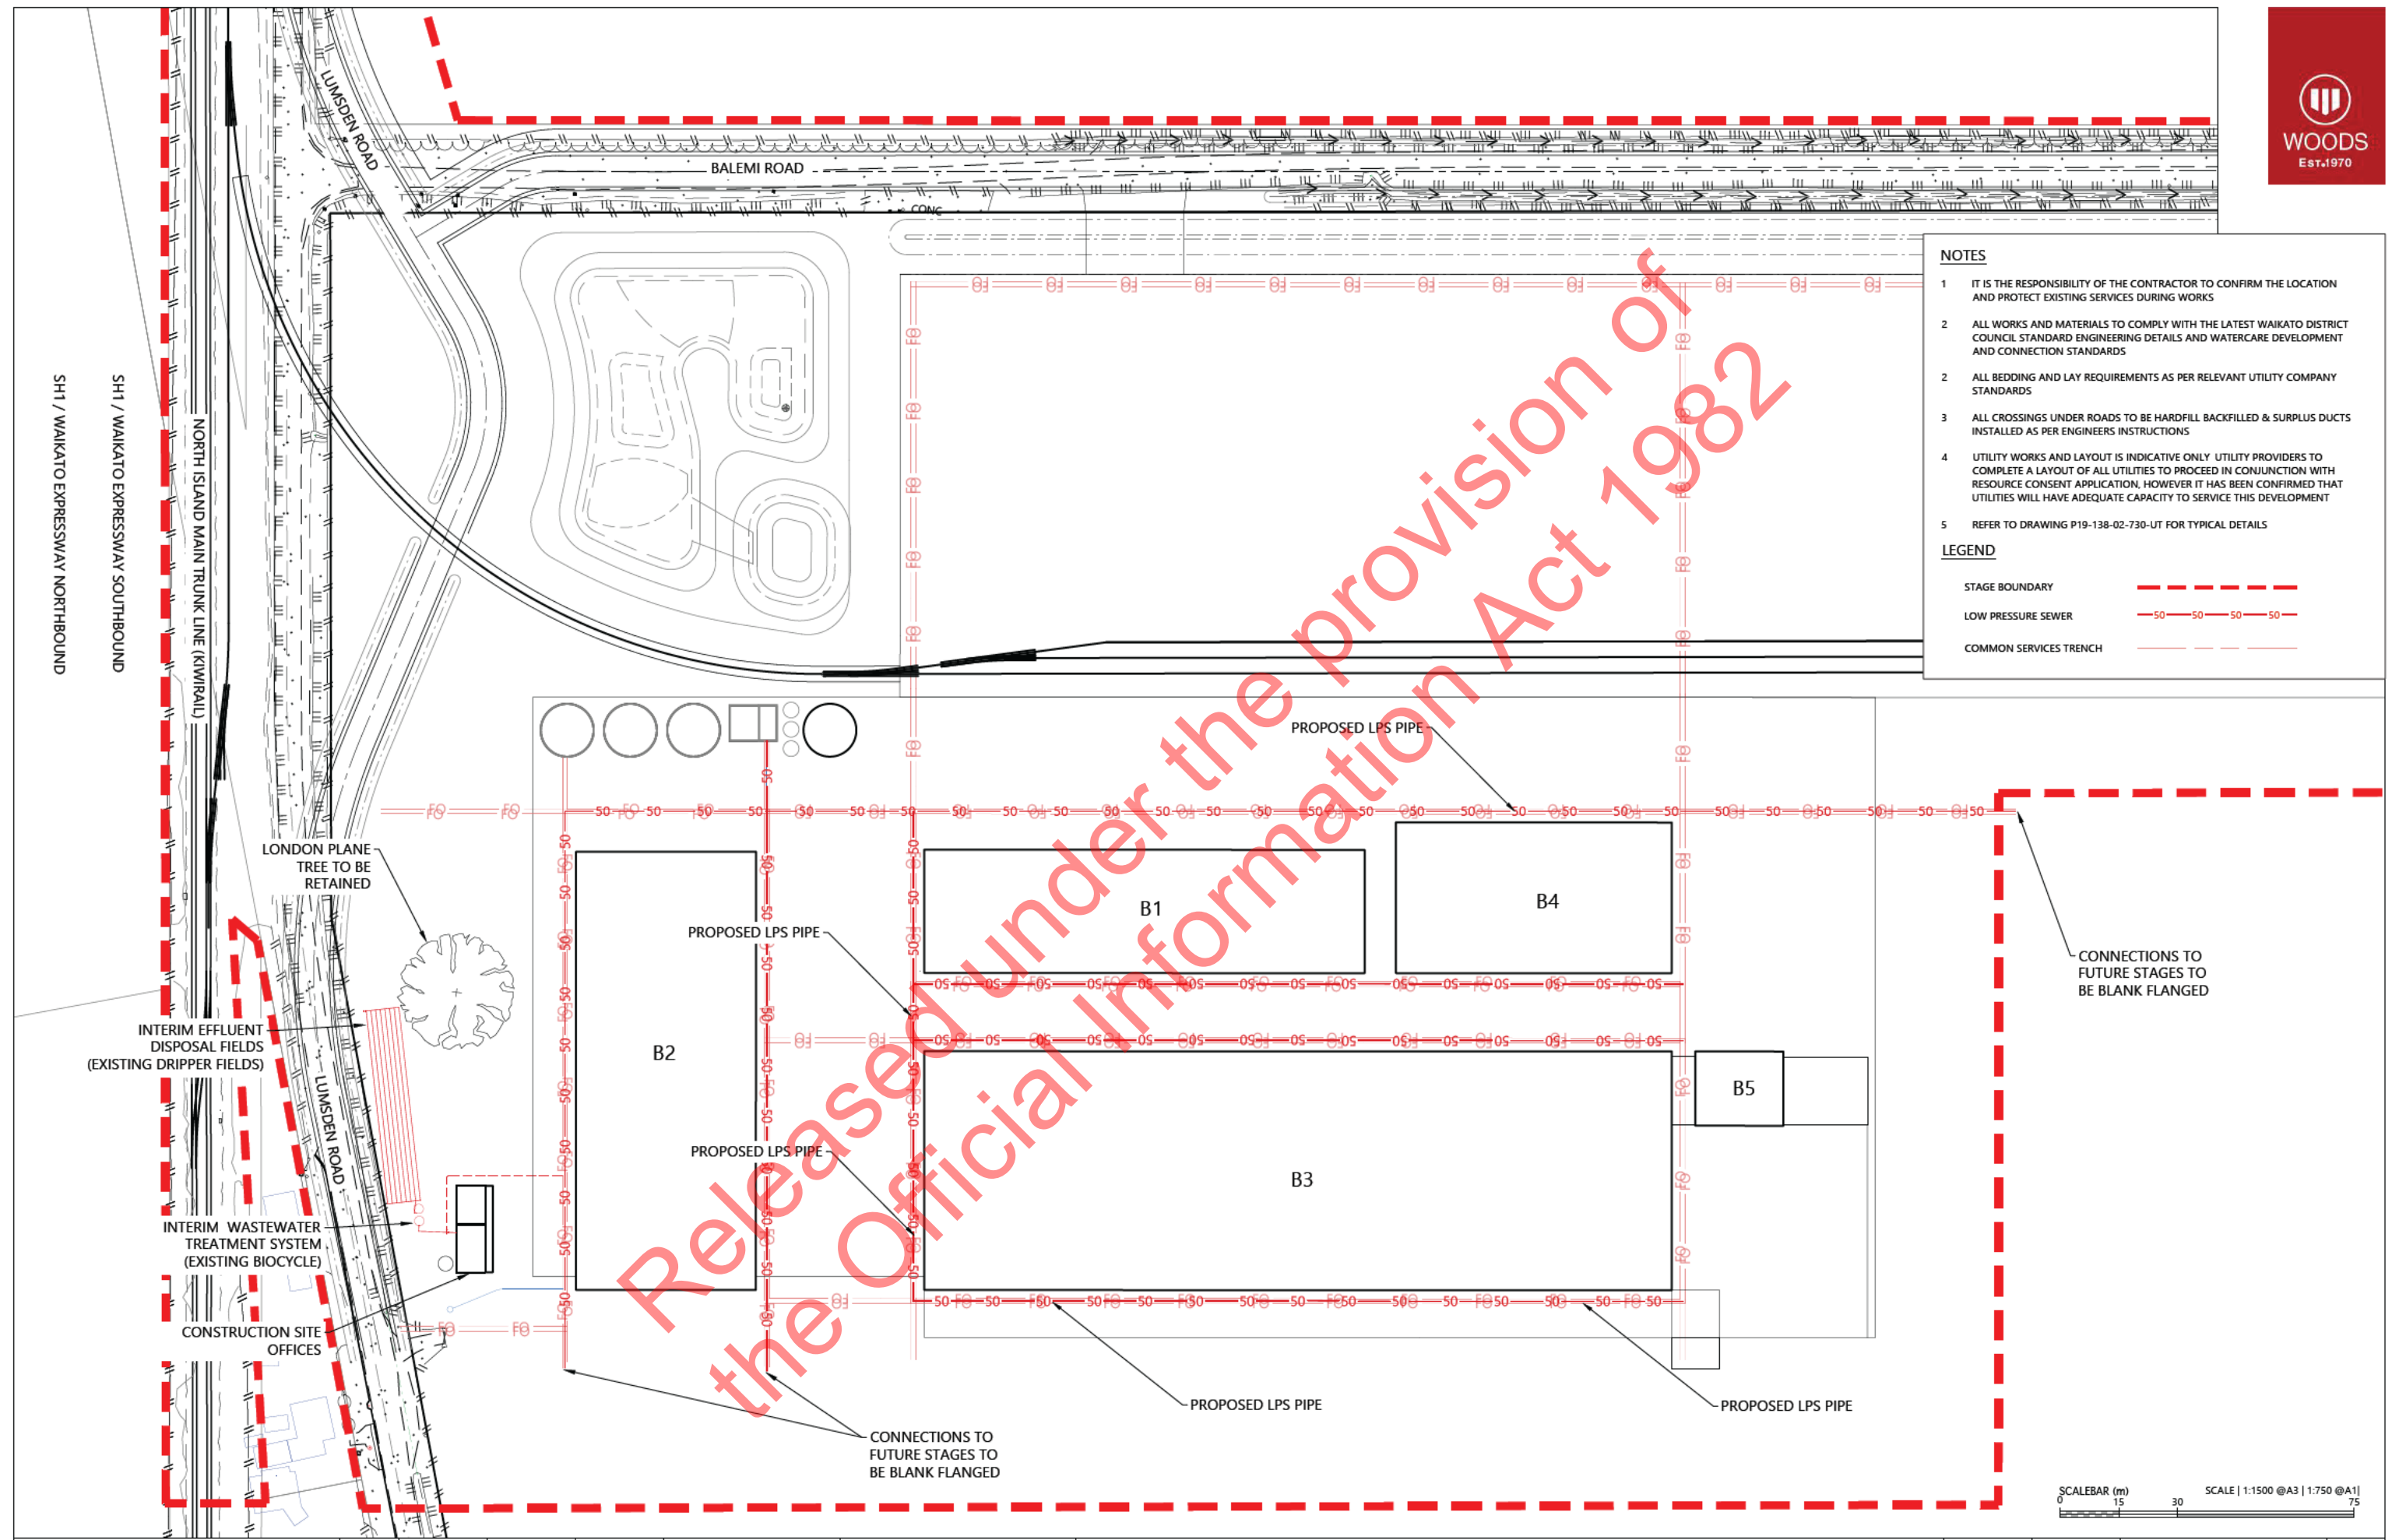 LUMSDEN ROAD
BALEMI ROAD
CONC
WOODS
EST.1970
SH1 / WAIKATO EXPRESSWAY NORTHBOUND
SH1 / WAIKATO EXPRESSWAY SOUTHBOUND
NORTH ISLAND MAIN TRUNK LINE (KIWIRAIL)
NOTES
1 IT IS THE RESPONSIBILITY OF THE CONTRACTOR TO CONFIRM THE LOCATION
AND PROTECT EXISTING SERVICES DURING WORKS
2 ALL WORKS AND MATERIALS TO COMPLY WITH THE LATEST WAIKATO DISTRICT
COUNCIL STANDARD ENGINEERING DETAILS AND WATERCARE DEVELOPMENT
AND CONNECTION STANDARDS
2 ALL BEDDING AND LAY REQUIREMENTS AS PER RELEVANT UTILITY COMPANY
STANDARDS
3 ALL CROSSINGS UNDER ROADS TO BE HARDFILL BACKFILLED & SURPLUS DUCTS
INSTALLED AS PER ENGINEERS INSTRUCTIONS
4 UTILITY WORKS AND LAYOUT IS INDICATIVE ONLY UTILITY PROVIDERS TO
COMPLETE A LAYOUT OF ALL UTILITIES TO PROCEED IN CONJUNCTION WITH
RESOURCE CONSENT APPLICATION, HOWEVER IT HAS BEEN CONFIRMED THAT
UTILITIES WILL HAVE ADEQUATE CAPACITY TO SERVICE THIS DEVELOPMENT
5 REFER TO DRAWING P19-138-02-730-UT FOR TYPICAL DETAILS
LEGEND
STAGE BOUNDARY
LOW PRESSURE SEWER 50 50 50 50
COMMON SERVICES TRENCH
Released under the provision of
the Official Information Act 1982
PROPOSED LPS PIPE
LONDON PLANE
TREE TO BE
RETAINED
B1
B4
PROPOSED LPS PIPE
CONNECTIONS TO
FUTURE STAGES TO
BE BLANK FLANGED
INTERIM EFFLUENT
DISPOSAL FIELDS
(EXISTING DRIPPER FIELDS)
B2
B5
LUMSDEN ROAD
PROPOSED LPS PIPE
B3
INTERIM WASTEWATER
TREATMENT SYSTEM
(EXISTING BIOCYCLE)
CONSTRUCTION SITE
OFFICES
PROPOSED LPS PIPE
PROPOSED LPS PIPE
CONNECTIONS TO
FUTURE STAGES TO
BE BLANK FLANGED
SCALEBAR (m) SCALE | 1:1500 @A3 | 1:750 @A1|
0 15 30 75